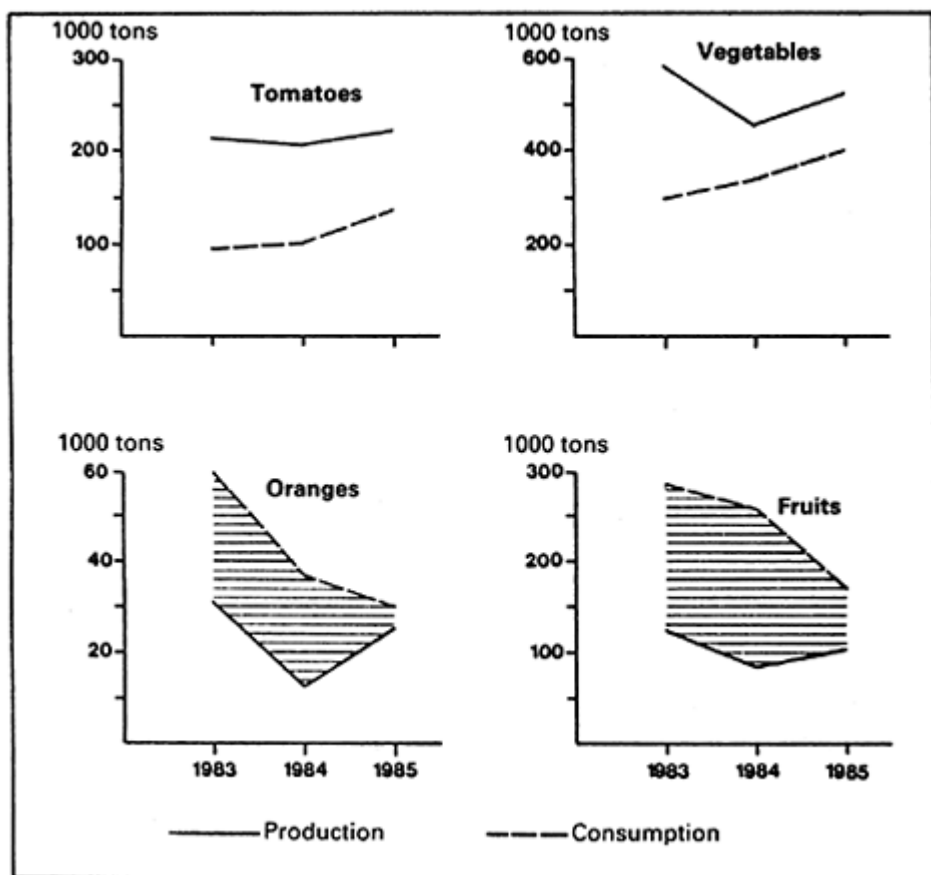 1000 tons
300
Tomatoes
200
100
1000 tons
600
Vegetables
400
200
1000 tons
60
Oranges
40
20
1983 1984 1985
1000 tons
300
Fruits
200
100
1983 1984 1985
Production Consumption